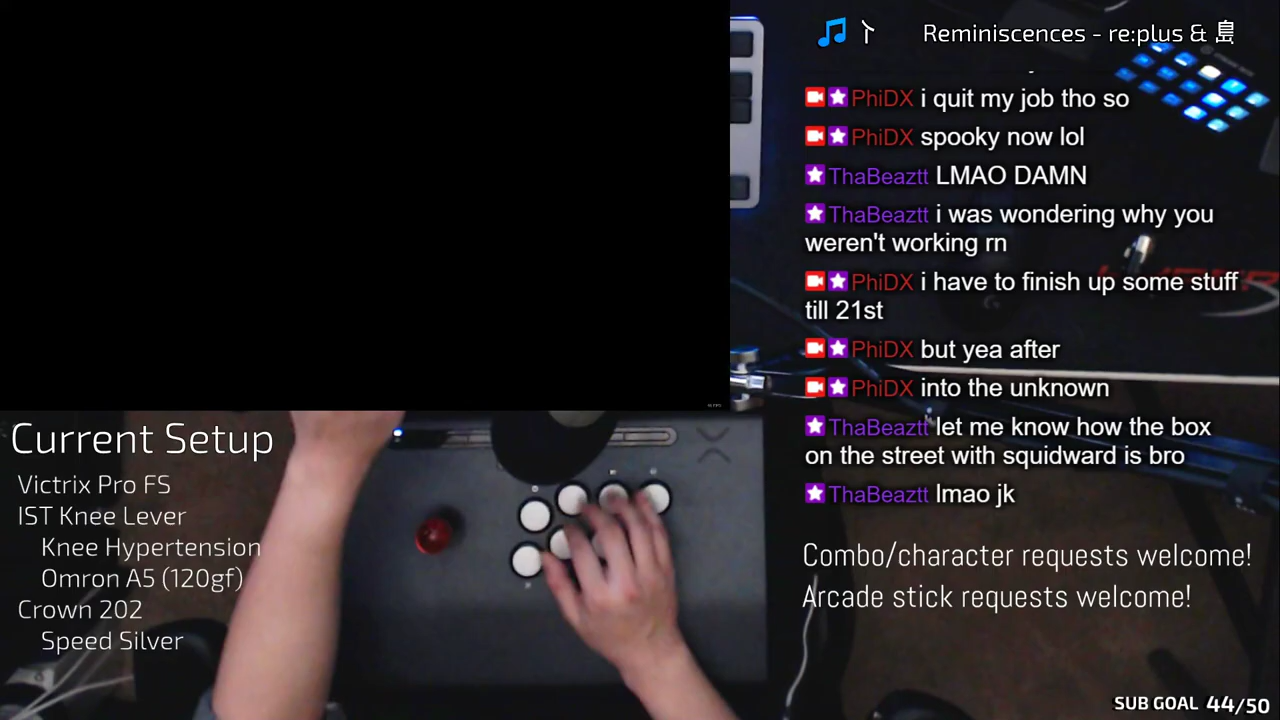 ト Reminiscences - re:plus & 島
PhiDX i quit my job tho so
PhiDX spooky now lol
ThaBeaztt LMAO DAMN
ThaBeaztt i was wondering why you
weren't working rn
PhiDX i have to finish up some stuff
till 21st
PhiDX but yea after
PhiDX into the unknown
ThaBeaztt let me know how the box
on the street with squidward is bro
ThaBeaztt lmao jk
Combo/character requests welcome!
Arcade stick requests welcome!
SUB GOAL 44/50
Current Setup
Victrix Pro FS
IST Knee Lever
Knee Hypertension
Omron A5 (120gf)
Crown 202
Speed Silver